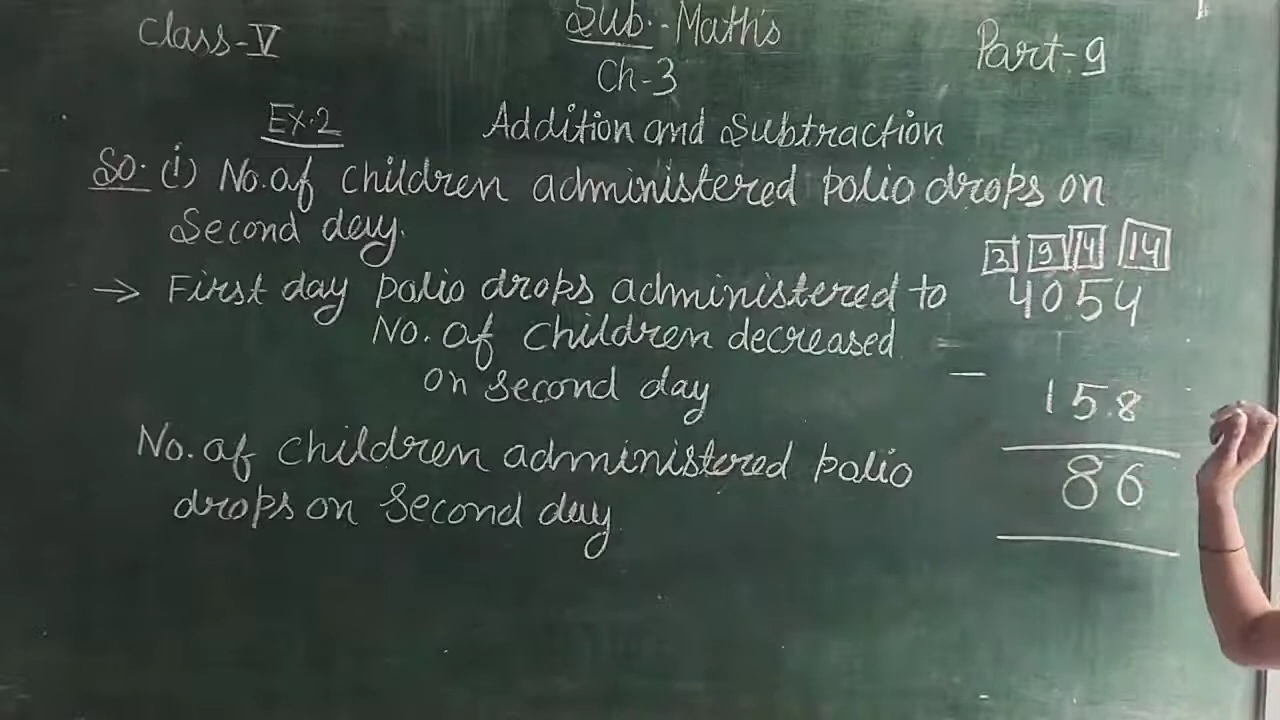 Class-V
Sub.-Math's
Part-9
Ch-3
Ex.2
Addition and Subtraction
So. (i) No. of children administered polio drops on
Second day.
3 9 14 14
→ First day polio drops administered to 4054
No. of children decreased
on second day
- 158
No. of children administered polio 86
drops on Second day.